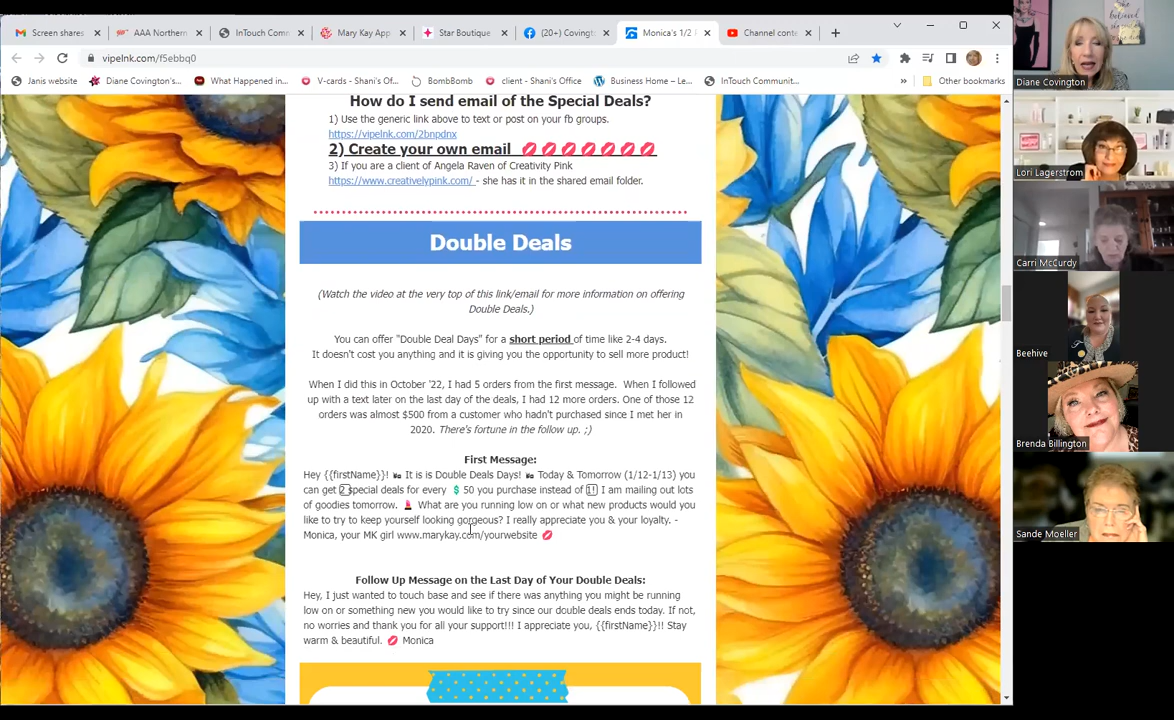 Screen shares
AAA Northern
InTouch Comm
Mary Kay App
Star Boutique
(20+) Covingt
Monica's 1/2
Channel conte
vipelnk.com/f5ebbq0
Janis website
Diane Covington's...
What Happened in...
V-cards - Shani's Of...
BombBomb
client - Shani's Office
Business Home – Le...
InTouch Communit...
»
Other bookmarks
How do I send email of the Special Deals?
1) Use the generic link above to text or post on your fb groups.
https://vipelnk.com/2bnpdnx
2) Create your own email
3) If you are a client of Angela Raven of Creativity Pink
https://www.creativelypink.com/ - she has it in the shared email folder.
Double Deals
(Watch the video at the very top of this link/email for more information on offering
Double Deals.)
You can offer "Double Deal Days" for a short period of time like 2-4 days.
It doesn't cost you anything and it is giving you the opportunity to sell more product!
When I did this in October '22, I had 5 orders from the first message. When I followed
up with a text later on the last day of the deals, I had 12 more orders. One of those 12
orders was almost $500 from a customer who hadn't purchased since I met her in
2020. There's fortune in the follow up. ;)
First Message:
Hey {{firstName}}! It is is Double Deals Days! Today & Tomorrow (1/12-1/13) you
can get 2 special deals for every 💲 50 you purchase instead of 1! I am mailing out lots
of goodies tomorrow. 💄 What are you running low on or what new products would you
like to try to keep yourself looking gorgeous? I really appreciate you & your loyalty. -
Monica, your MK girl www.marykay.com/yourwebsite 💋
Follow Up Message on the Last Day of Your Double Deals:
Hey, I just wanted to touch base and see if there was anything you might be running
low on or something new you would like to try since our double deals ends today. If not,
no worries and thank you for all your support!!! I appreciate you, {{firstName}}!! Stay
warm & beautiful. 💋 Monica
Diane Covington
Lori Lagerstrom
Carri McCurdy
Beehive
Brenda Billington
Sande Moeller